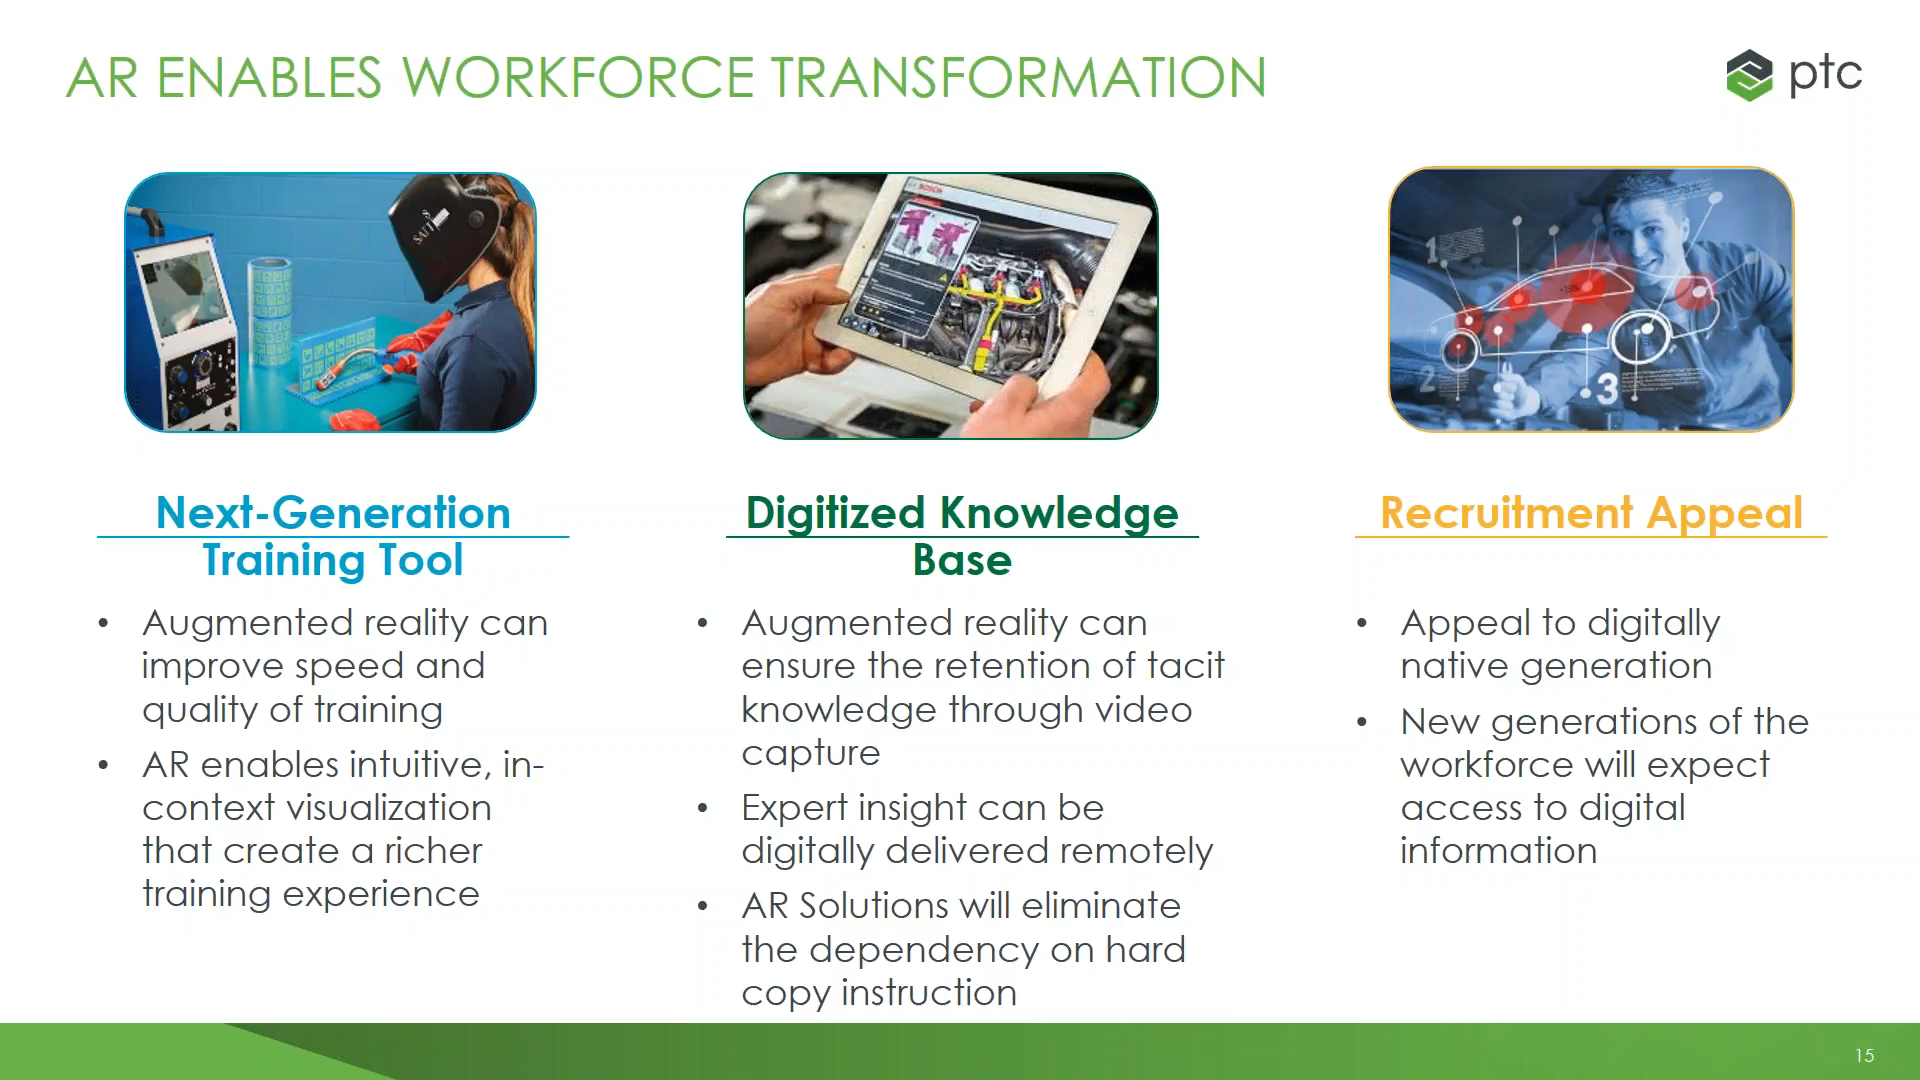 AR ENABLES WORKFORCE TRANSFORMATION
ptc
BOSCH
1
2
3
Next-Generation
Training Tool
• Augmented reality can
improve speed and
quality of training
• AR enables intuitive, in-
context visualization
that create a richer
training experience
Digitized Knowledge
Base
• Augmented reality can
ensure the retention of tacit
knowledge through video
capture
• Expert insight can be
digitally delivered remotely
• AR Solutions will eliminate
the dependency on hard
copy instruction
Recruitment Appeal
• Appeal to digitally
native generation
• New generations of the
workforce will expect
access to digital
information
15